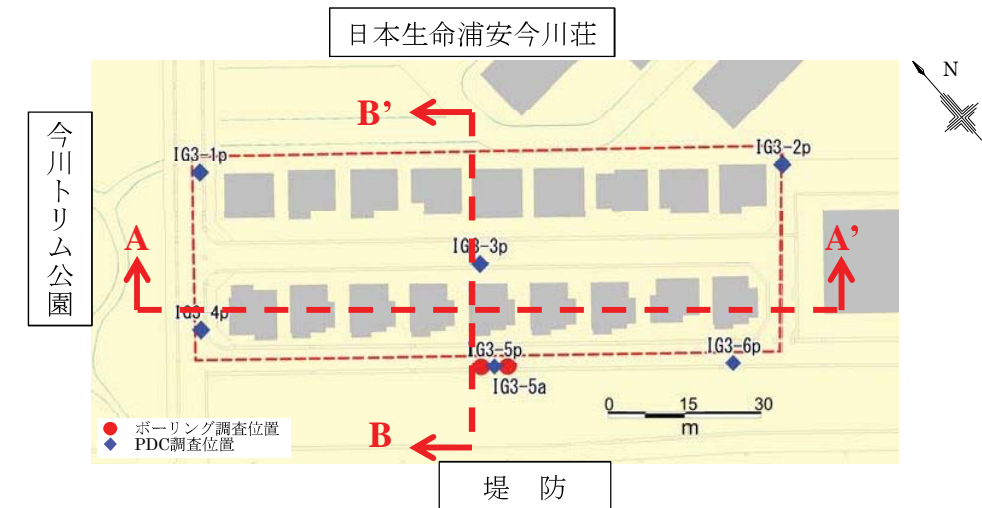 日本生命浦安今川荘
N
今川トリム公園
B’
IG3-1p
IG3-2p
A
A’
IG3-3p
IG3-4p
IG3-5p
IG3-6p
IG3-5a
0 15 30
m
ボーリング調査位置
PDC調査位置
B
堤 防